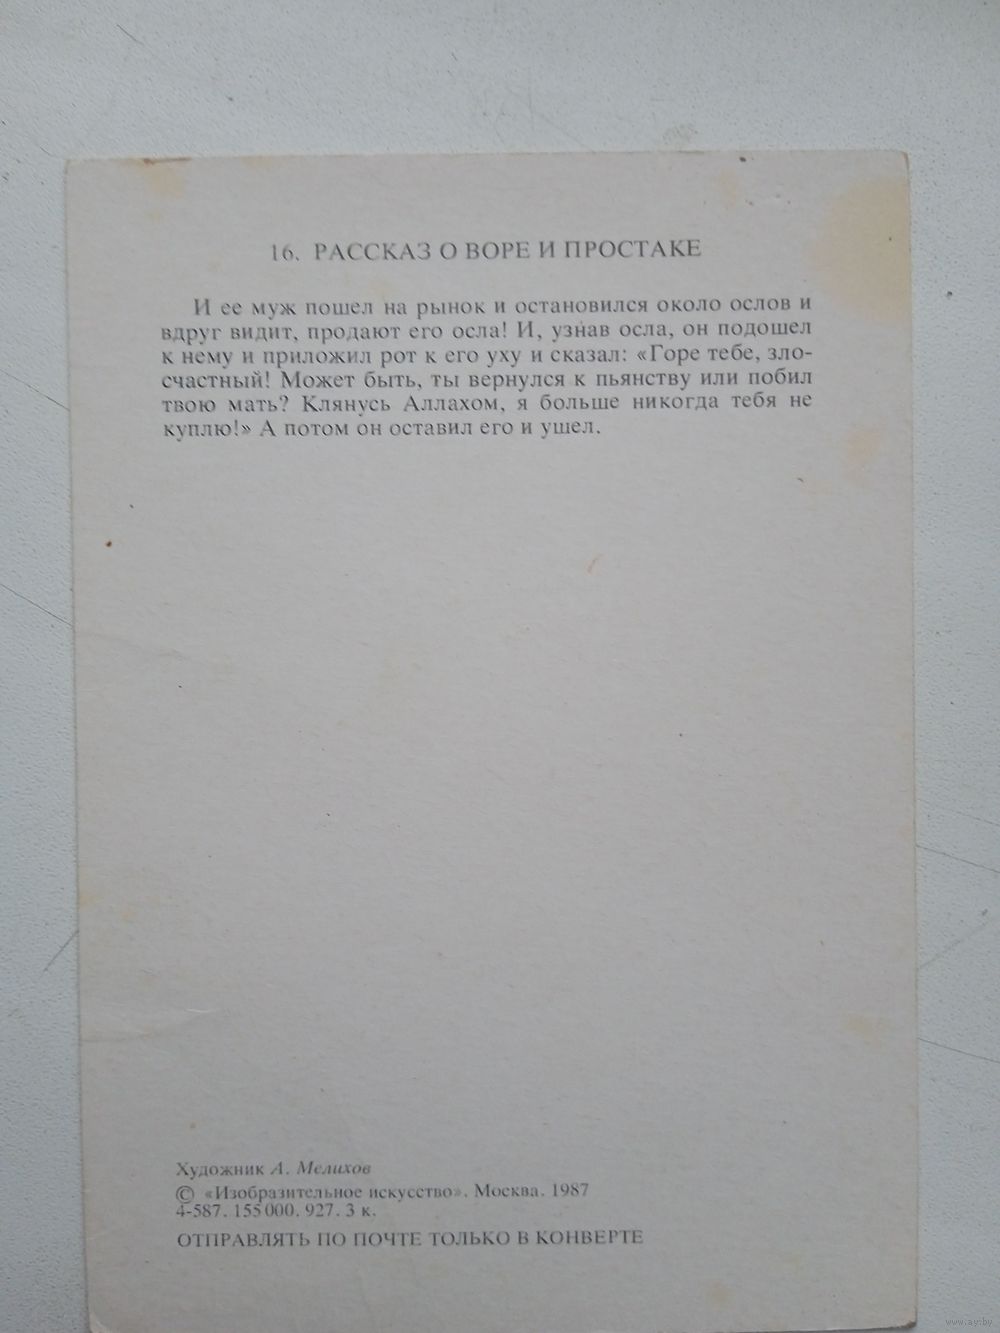 16. РАССКАЗ О ВОРЕ И ПРОСТАКЕ
И ее муж пошел на рынок и остановился около ослов и
вдруг видит, продают его осла! И, узнав осла, он подошел
к нему и приложил рот к его уху и сказал: «Горе тебе, зло-
счастный! Может быть, ты вернулся к пьянству или побил
твою мать? Клянусь Аллахом, я больше никогда тебя не
куплю!» А потом он оставил его и ушел.
Художник А. Мелихов
© «Изобразительное искусство». Москва. 1987
4-587. 155 000. 927. 3 к.
ОТПРАВЛЯТЬ ПО ПОЧТЕ ТОЛЬКО В КОНВЕРТЕ
www.ay.by